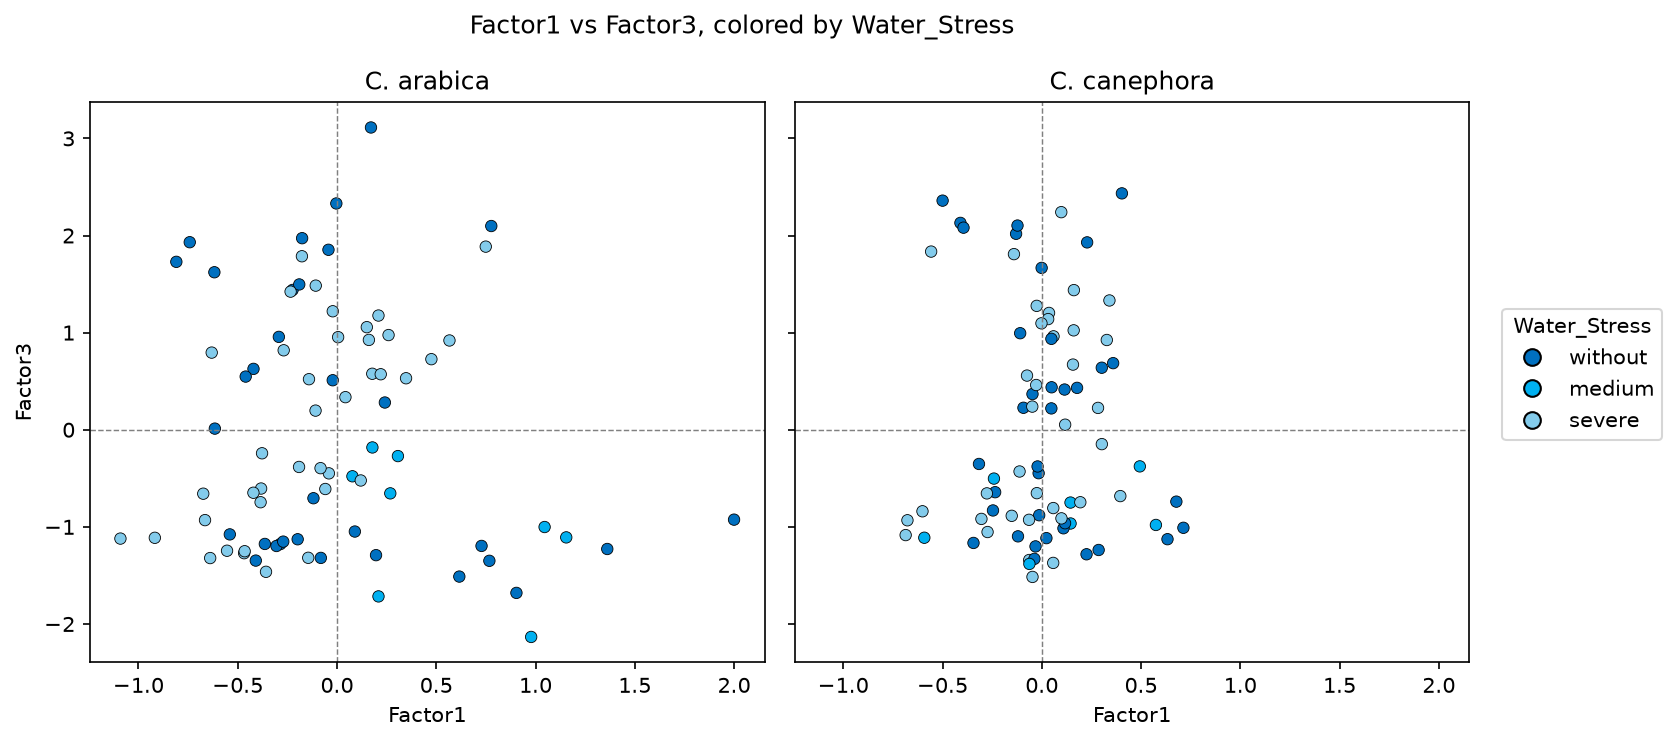 Factor1 vs Factor3, colored by Water_Stress
C. arabica
C. canephora
3
2
1
0
−1
−2
Factor3
−1.0 −0.5 0.0 0.5 1.0 1.5 2.0
−1.0 −0.5 0.0 0.5 1.0 1.5 2.0
Factor1
Factor1
Water_Stress
without
medium
severe